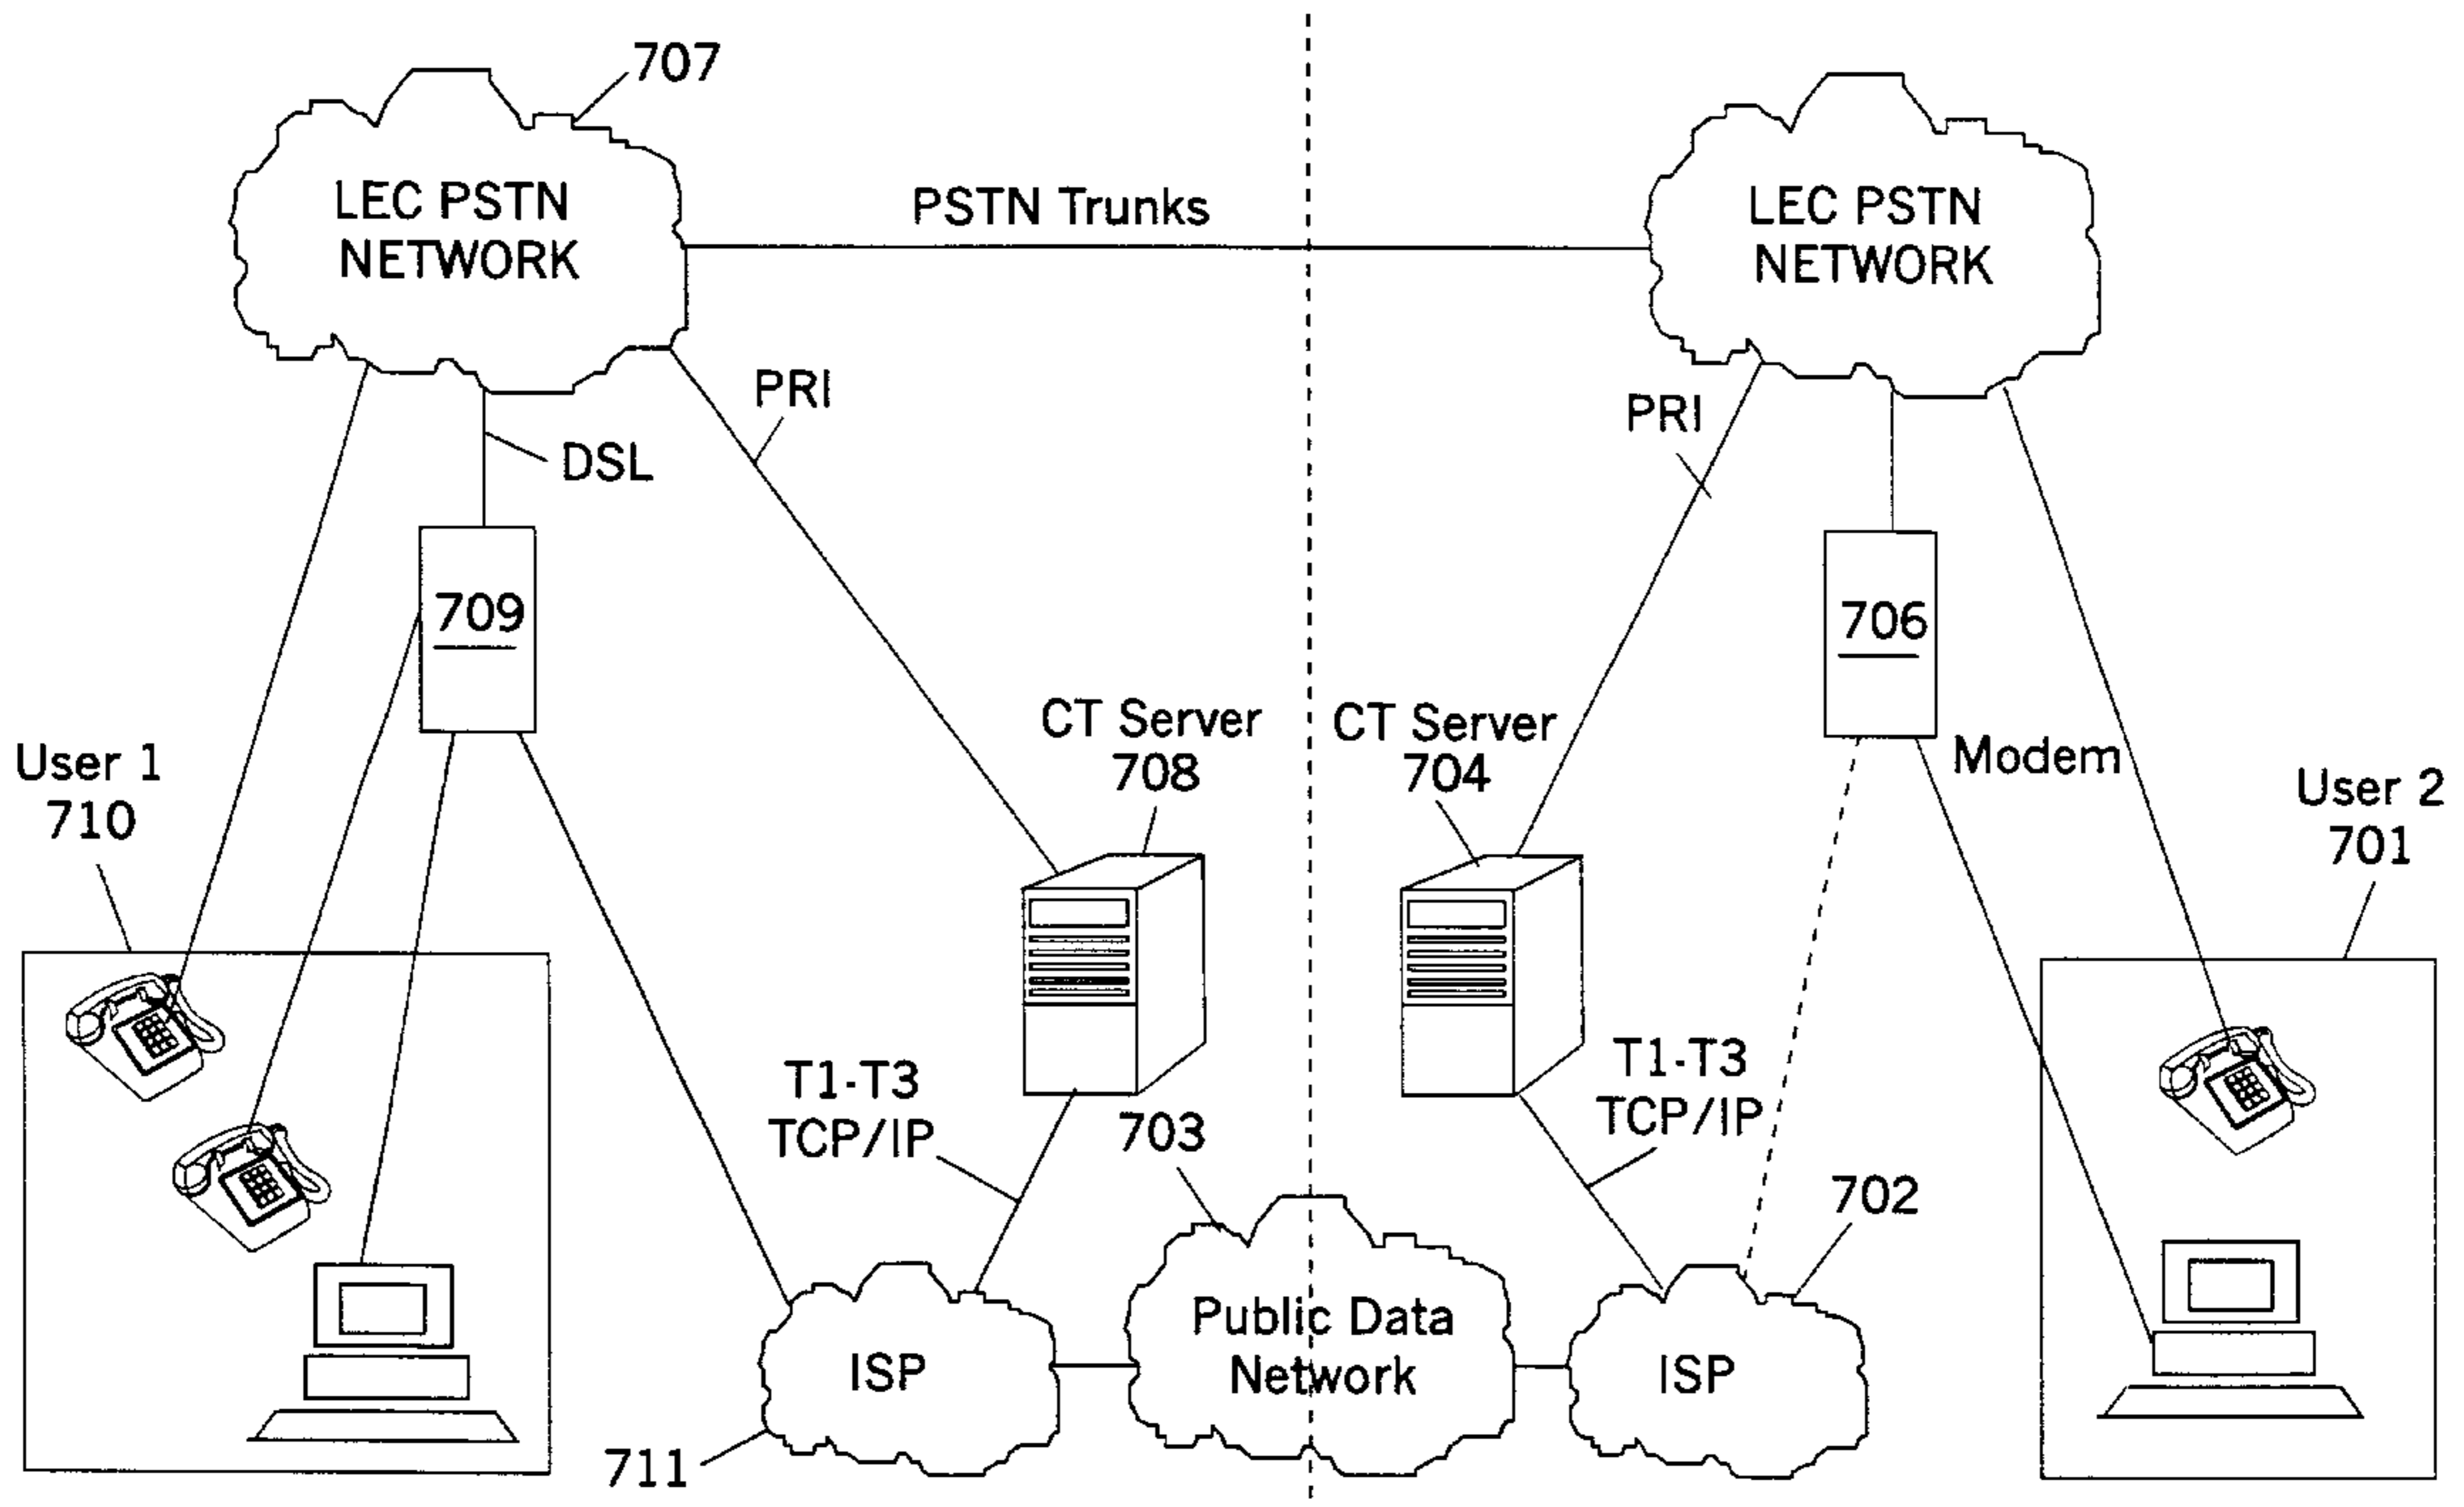 707
LEC PSTN
NETWORK
PSTN Trunks
LEC PSTN
NETWORK
PRI
DSL
PRI
709
706
CT Server
708
CT Server
704
Modem
User 1
710
User 2
701
T1-T3
TCP/IP
703
T1-T3
TCP/IP
702
ISP
Public Data
Network
ISP
711